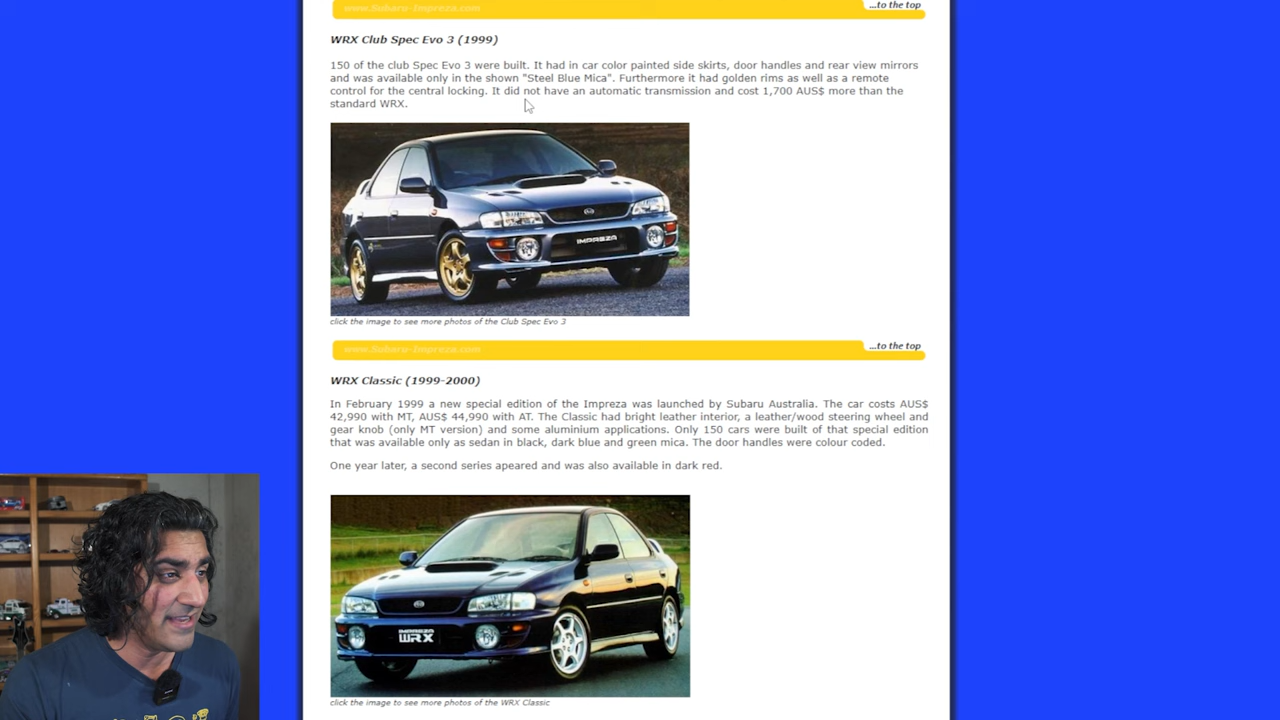 www.Subaru-Impreza.com
...to the top
WRX Club Spec Evo 3 (1999)
150 of the club Spec Evo 3 were built. It had in car color painted side skirts, door handles and rear view mirrors
and was available only in the shown "Steel Blue Mica". Furthermore it had golden rims as well as a remote
control for the central locking. It did not have an automatic transmission and cost 1,700 AUS$ more than the
standard WRX.
IMPREZA
click the image to see more photos of the Club Spec Evo 3
www.Subaru-Impreza.com
...to the top
WRX Classic (1999-2000)
In February 1999 a new special edition of the Impreza was launched by Subaru Australia. The car costs AUS$
42,990 with MT, AUS$ 44,990 with AT. The Classic had bright leather interior, a leather/wood steering wheel and
gear knob (only MT version) and some aluminium applications. Only 150 cars were built of that special edition
that was available only as sedan in black, dark blue and green mica. The door handles were colour coded.
One year later, a second series apeared and was also available in dark red.
IMPREZA
WRX
click the image to see more photos of the WRX Classic